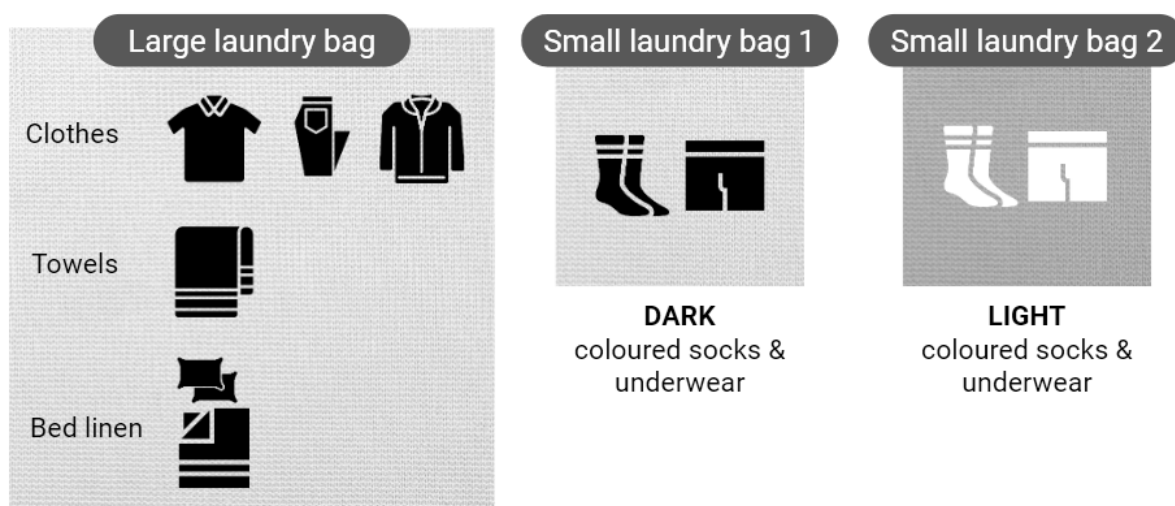 Large laundry bag
Clothes
Towels
Bed linen
Small laundry bag 1
DARK
coloured socks &
underwear
Small laundry bag 2
LIGHT
coloured socks &
underwear